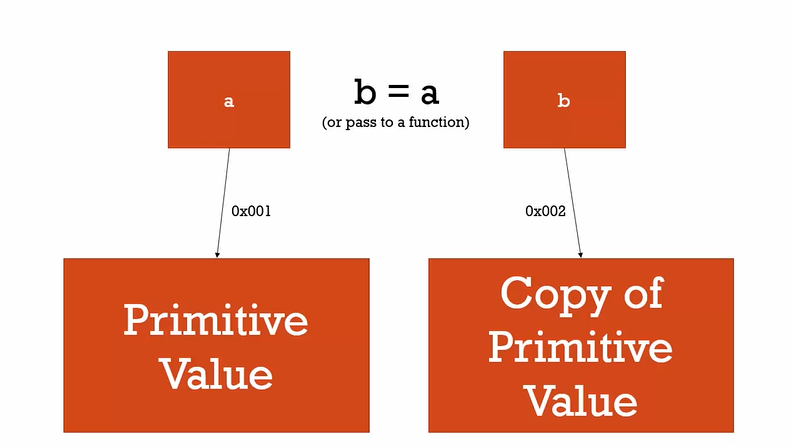 a
b = a
(or pass to a function)
b
0x001
0x002
Primitive
Value
Copy of
Primitive
Value